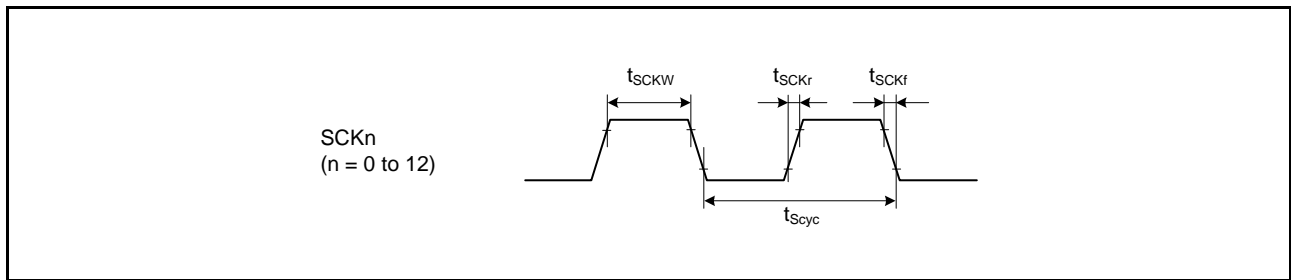 tSCKW tSCKr tSCKf
SCKn
(n = 0 to 12)
tScyc